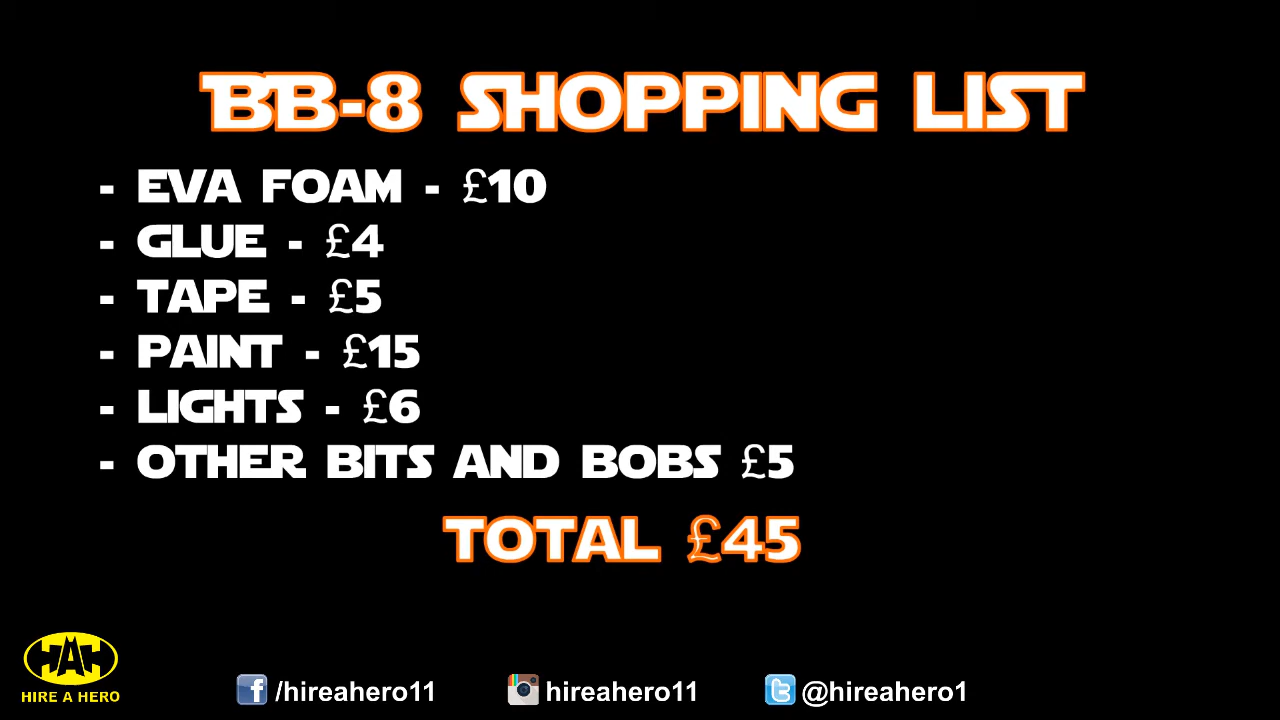 BB-8 SHOPPING LIST
- EVA FOAM - £10
- GLUE - £4
- TAPE - £5
- PAINT - £15
- LIGHTS - £6
- OTHER BITS AND BOBS £5
TOTAL £45
HAH
HIRE A HERO
f /hireahero11
hireahero11
t @hireahero1